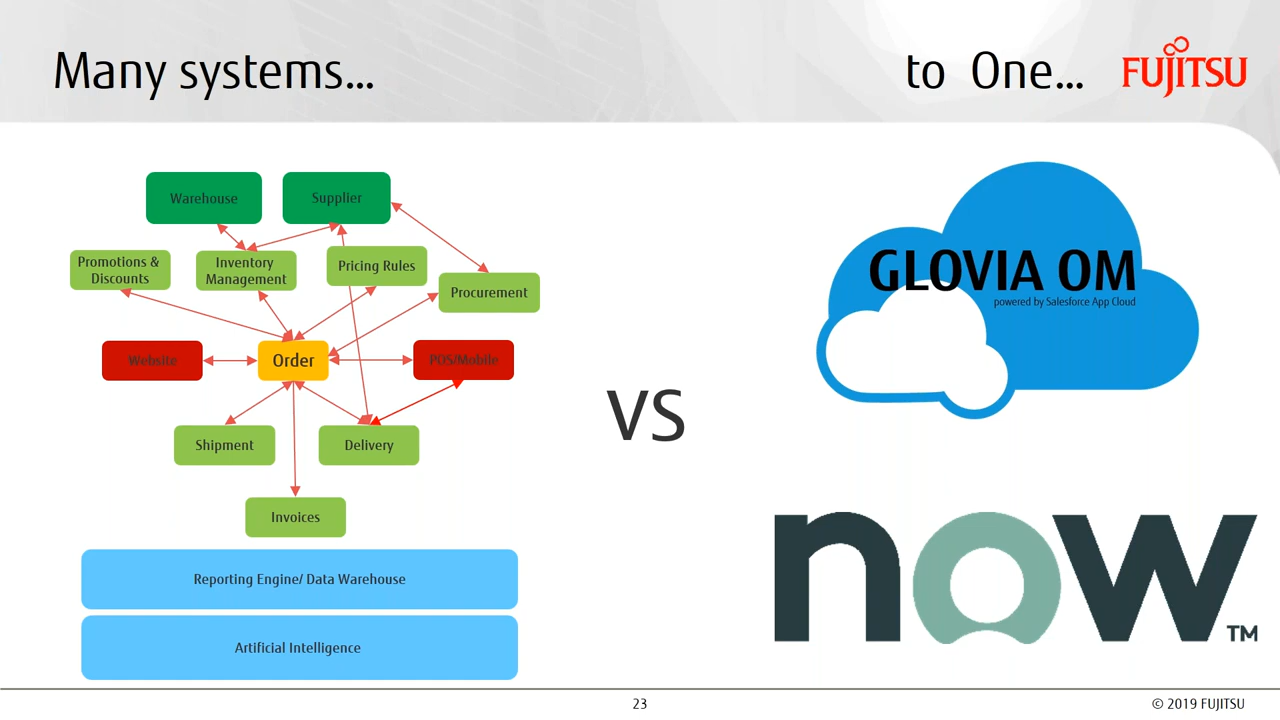 Many systems...
to One...
FUJITSU
Warehouse
Supplier
Promotions &
Discounts
Inventory
Management
Pricing Rules
Procurement
Website
Order
POS/Mobile
Shipment
Delivery
Invoices
Reporting Engine/ Data Warehouse
Artificial Intelligence
VS
GLOVIA OM
powered by Salesforce App Cloud
now
TM
23
© 2019 FUJITSU